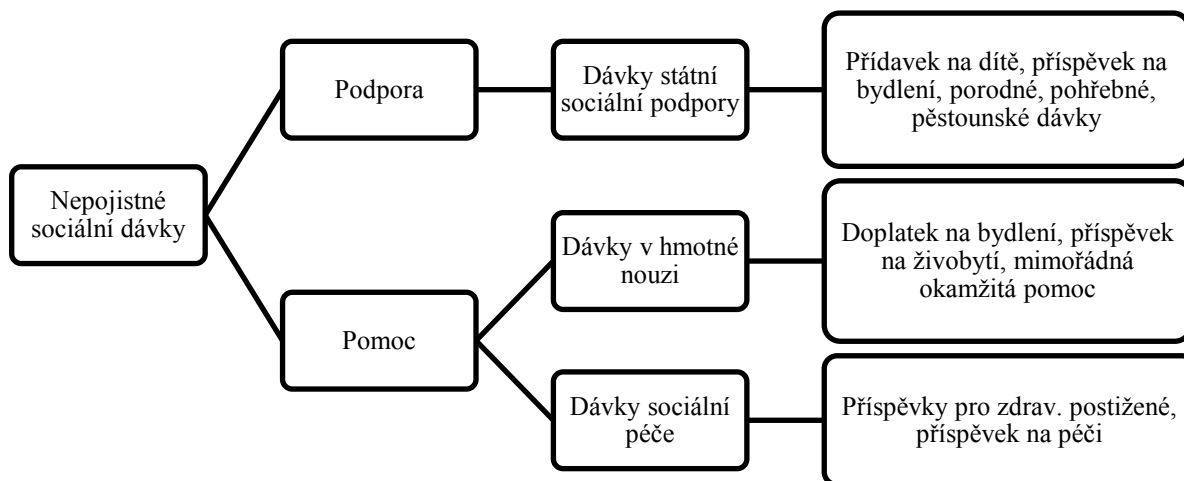 Nepojistné
sociální dávky
Podpora
Dávky státní
sociální podpory
Přídavek na dítě, příspěvek na
bydlení, porodné, pohřebné,
pěstounské dávky
Pomoc
Dávky v hmotné
nouzi
Doplatek na bydlení, příspěvek
na živobytí, mimořádná
okamžitá pomoc
Dávky sociální
péče
Příspěvky pro zdrav. postižené,
příspěvek na péči